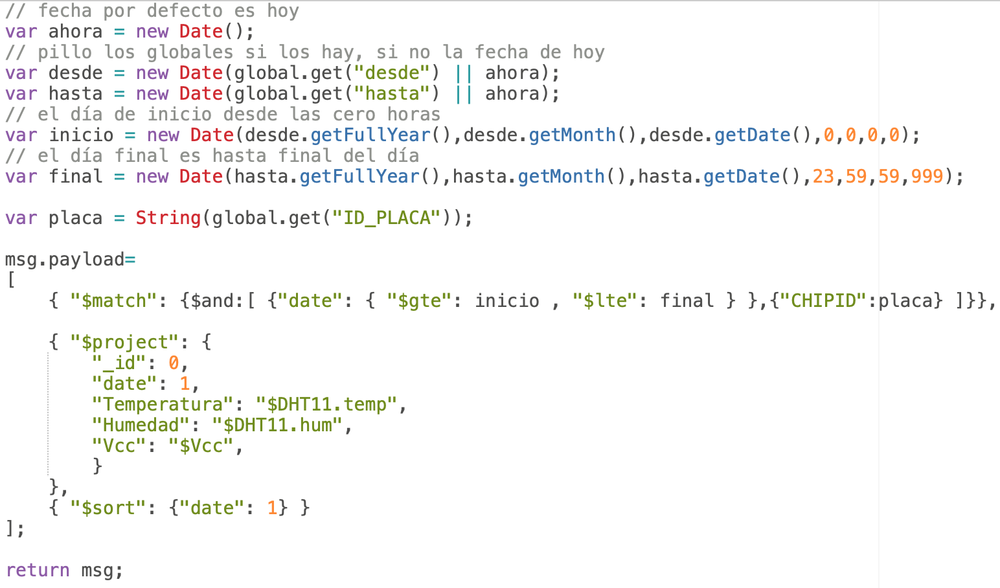 // fecha por defecto es hoy
var ahora = new Date();
// pillo los globales si los hay, si no la fecha de hoy
var desde = new Date(global.get("desde") || ahora);
var hasta = new Date(global.get("hasta") || ahora);
// el día de inicio desde las cero horas
var inicio = new Date(desde.getFullYear(),desde.getMonth(),desde.getDate(),0,0,0,0);
// el día final es hasta final del día
var final = new Date(hasta.getFullYear(),hasta.getMonth(),hasta.getDate(),23,59,59,999);

var placa = String(global.get("ID_PLACA"));

msg.payload=
[
    { "$match": {$and:[ {"date": { "$gte": inicio , "$lte": final } },{"CHIPID":placa} ]}},

    { "$project": {
        "_id": 0,
        "date": 1,
        "Temperatura": "$DHT11.temp",
        "Humedad": "$DHT11.hum",
        "Vcc": "$Vcc",
        }
    },
    { "$sort": {"date": 1} }
];

return msg;